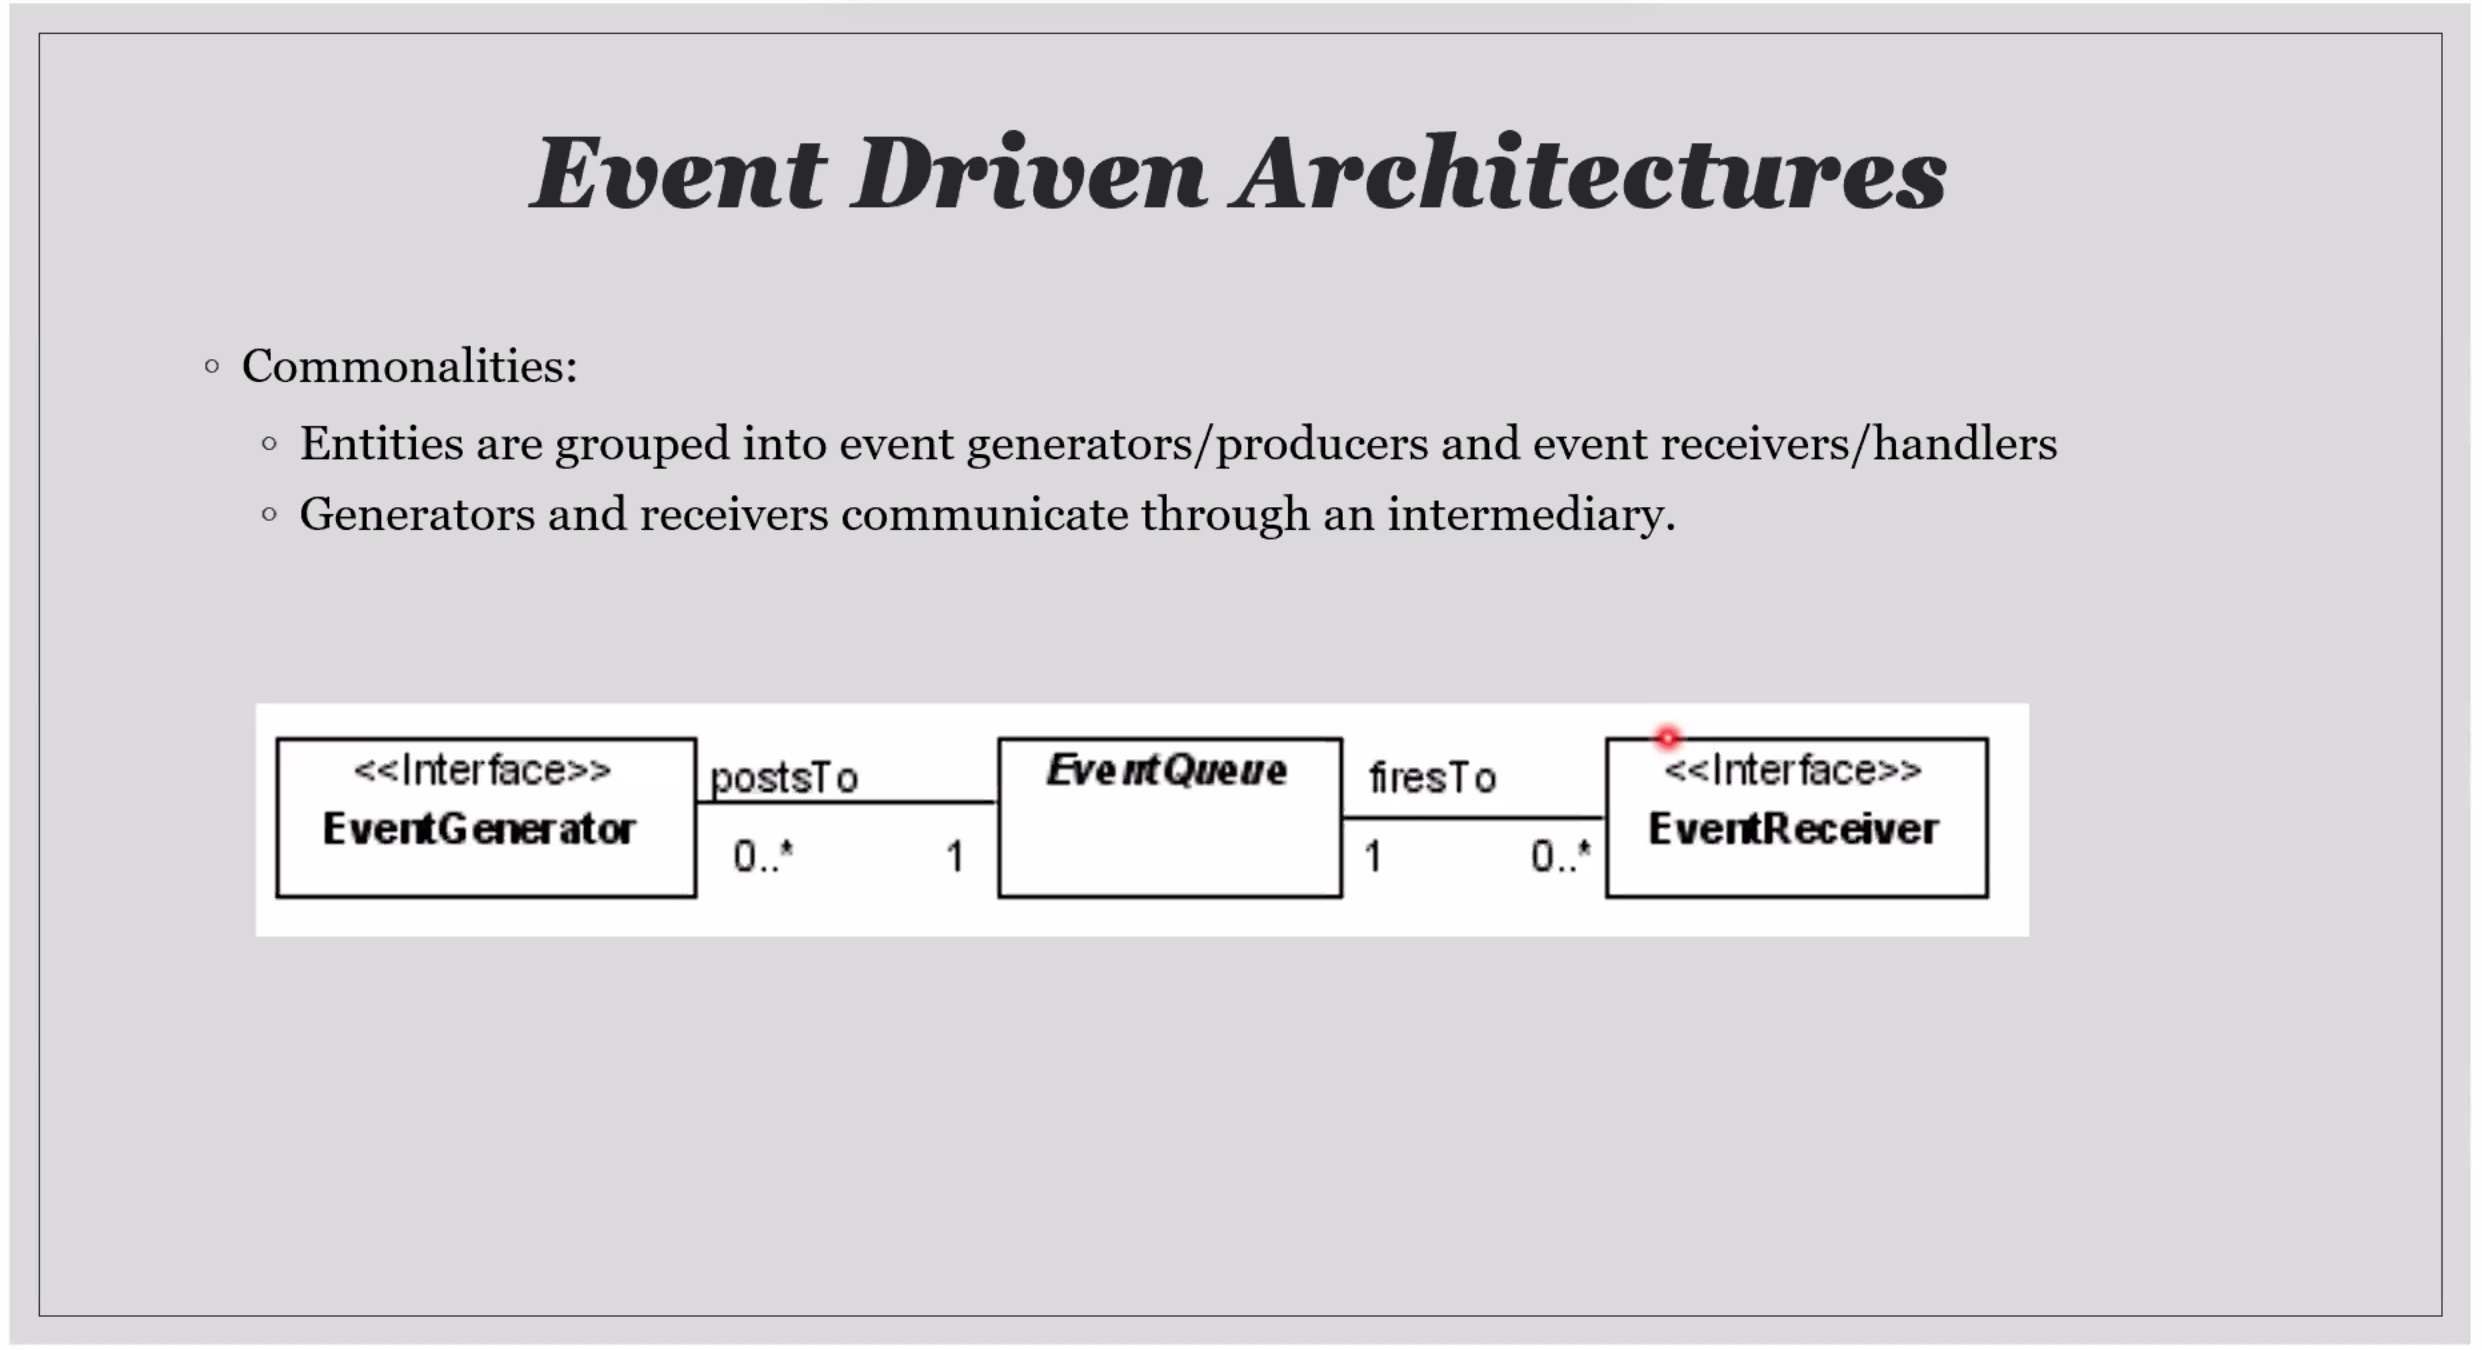 Event Driven Architectures
Commonalities:
Entities are grouped into event generators/producers and event receivers/handlers
Generators and receivers communicate through an intermediary.
<<Interface>>
EventGenerator
postsTo
0..*
1
EventQueue
firesTo
1
0..*
<<Interface>>
EventReceiver